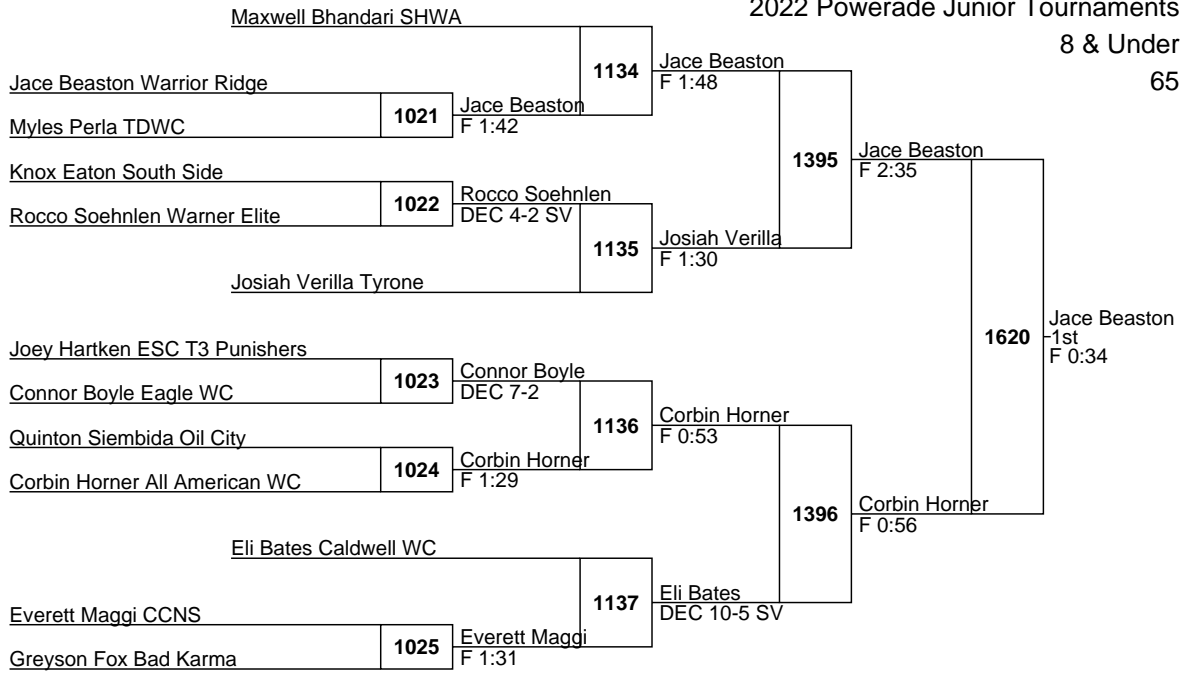 2022 Powerade Junior Tournaments
8 & Under
65
Maxwell Bhandari SHWA
1134
Jace Beaston
F 1:48
Jace Beaston Warrior Ridge
1021
Jace Beaston
F 1:42
Myles Perla TDWC
1395
Jace Beaston
F 2:35
Knox Eaton South Side
1022
Rocco Soehnlen
DEC 4-2 SV
Rocco Soehnlen Warner Elite
1135
Josiah Verilla
F 1:30
Josiah Verilla Tyrone
1620
Jace Beaston
1st
F 0:34
Joey Hartken ESC T3 Punishers
1023
Connor Boyle
DEC 7-2
Connor Boyle Eagle WC
1136
Corbin Horner
F 0:53
Quinton Siembida Oil City
1024
Corbin Horner
F 1:29
Corbin Horner All American WC
1396
Corbin Horner
F 0:56
Eli Bates Caldwell WC
1137
Eli Bates
DEC 10-5 SV
Everett Maggi CCNS
1025
Everett Maggi
F 1:31
Greyson Fox Bad Karma